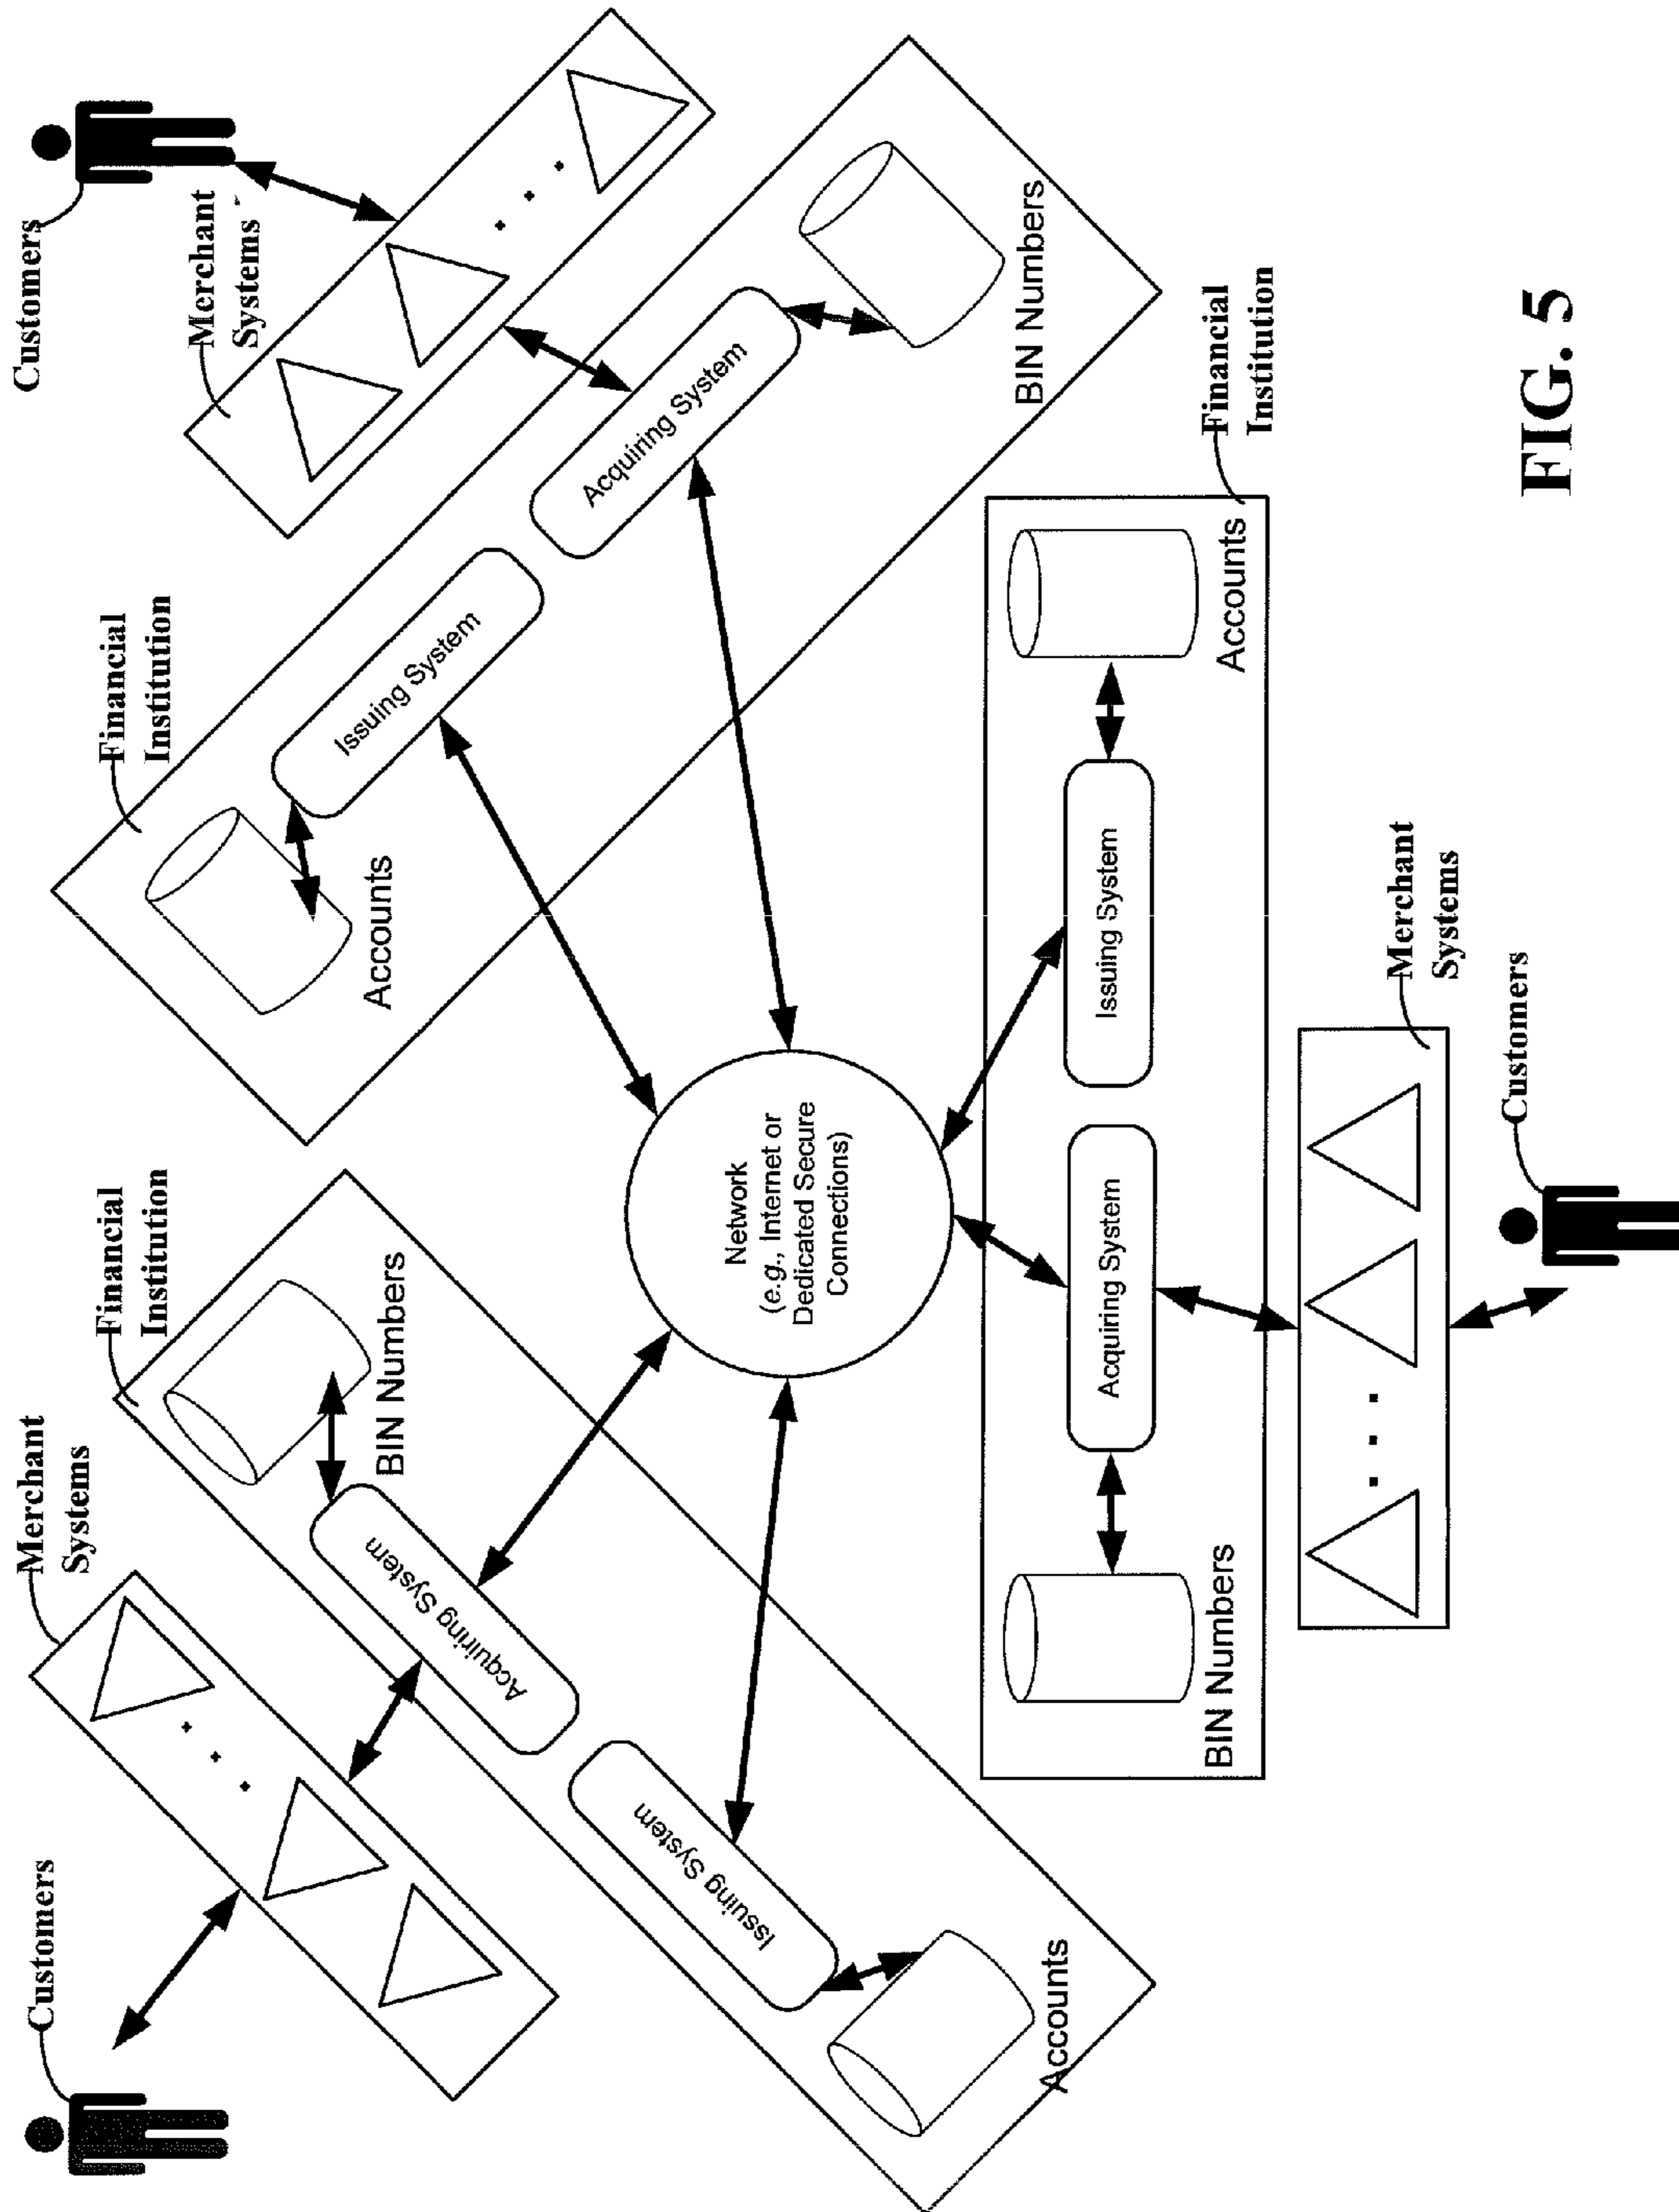 Customers
Merchant
Systems
Financial
Institution
BIN Numbers
Acquiring System
Issuing System
Accounts
Customers
Merchant
Systems
Financial
Institution
Accounts
Issuing System
Acquiring System
BIN Numbers
Network
(e.g., Internet or
Dedicated Secure
Connections)
Acquiring System
Issuing System
BIN Numbers
Accounts
Financial
Institution
Merchant
Systems
Customers
FIG. 5